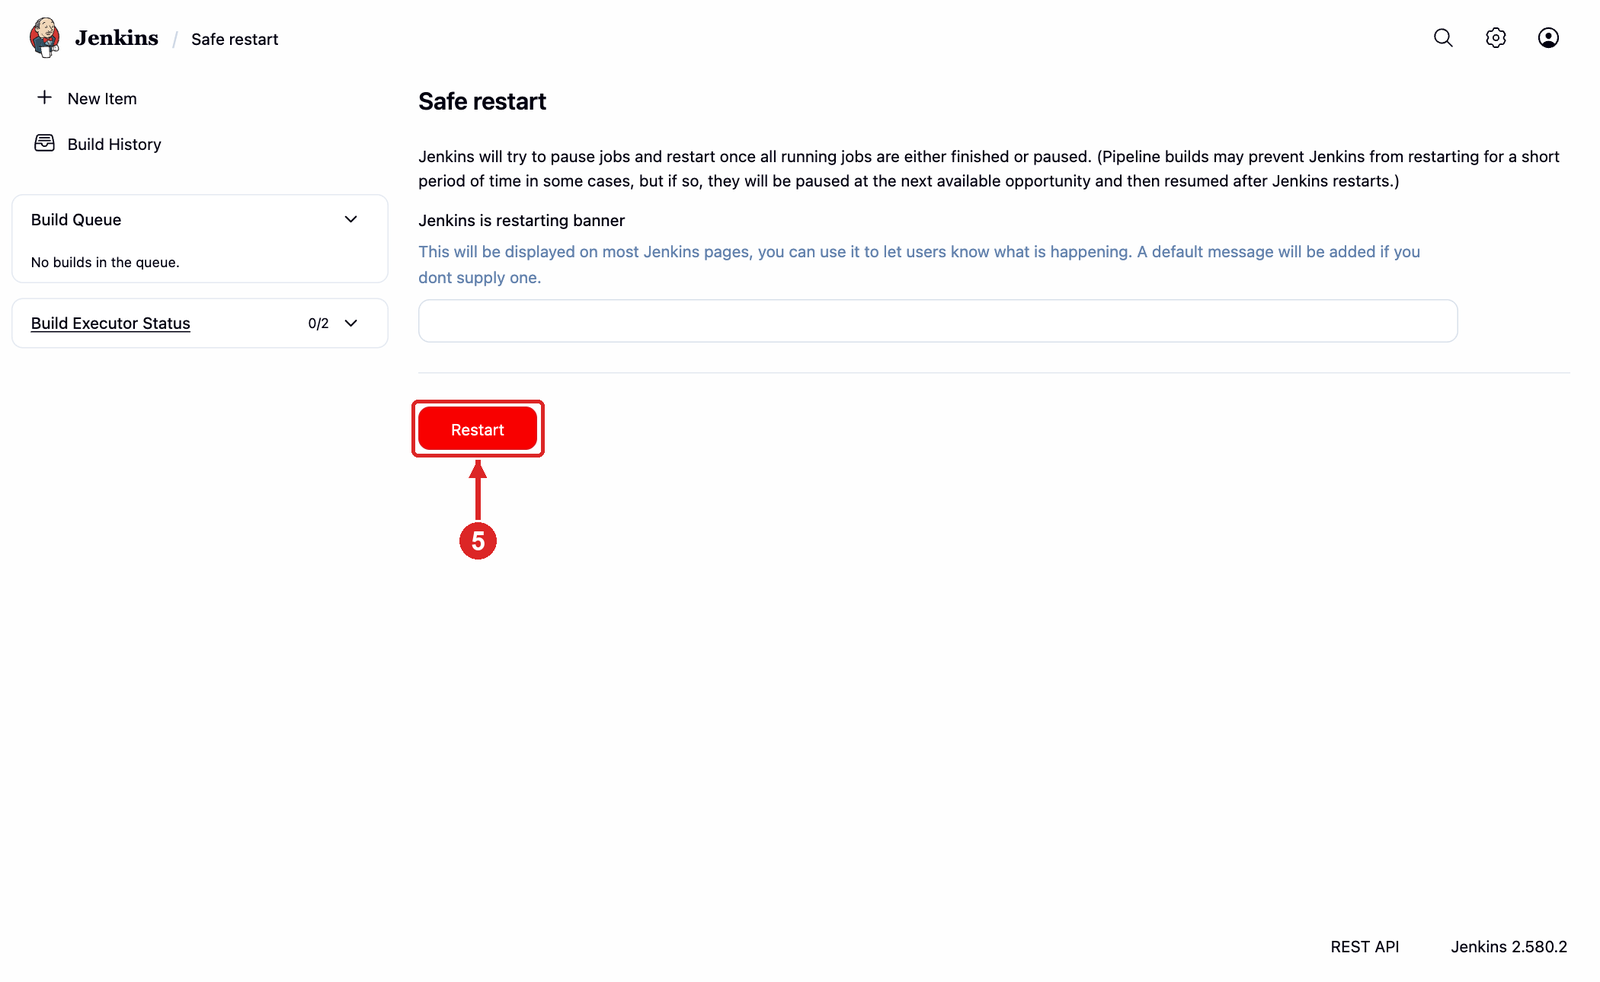 Jenkins / Safe restart
New Item
Build History
Build Queue
No builds in the queue.
Build Executor Status 0/2
Safe restart
Jenkins will try to pause jobs and restart once all running jobs are either finished or paused. (Pipeline builds may prevent Jenkins from restarting for a short
period of time in some cases, but if so, they will be paused at the next available opportunity and then resumed after Jenkins restarts.)
Jenkins is restarting banner
This will be displayed on most Jenkins pages, you can use it to let users know what is happening. A default message will be added if you
dont supply one.
Restart
5
REST API Jenkins 2.580.2